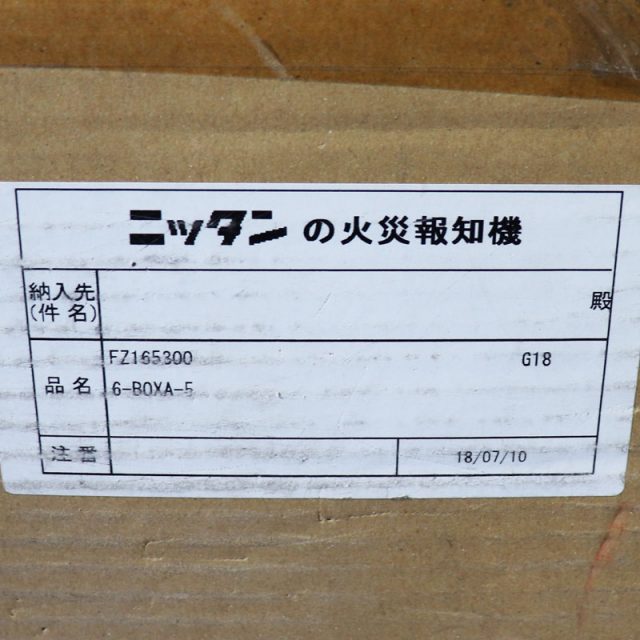 ニッタン の火災報知機
納入先
(件名)
殿
FZ165300 G18
品名 6-BOXA-5
注番 18/07/10